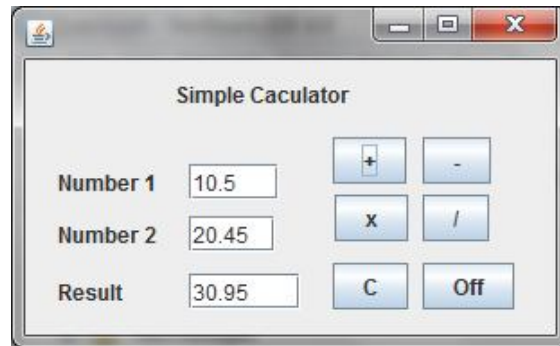 Simple Caculator
+ -
Number 1 10.5
x /
Number 2 20.45
Result 30.95 C Off